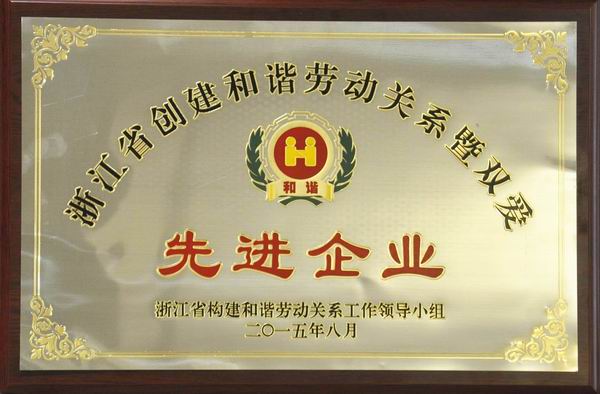 浙江省创建和谐劳动关系暨双爱
和谐
先进企业
浙江省构建和谐劳动关系工作领导小组
二〇一五年八月